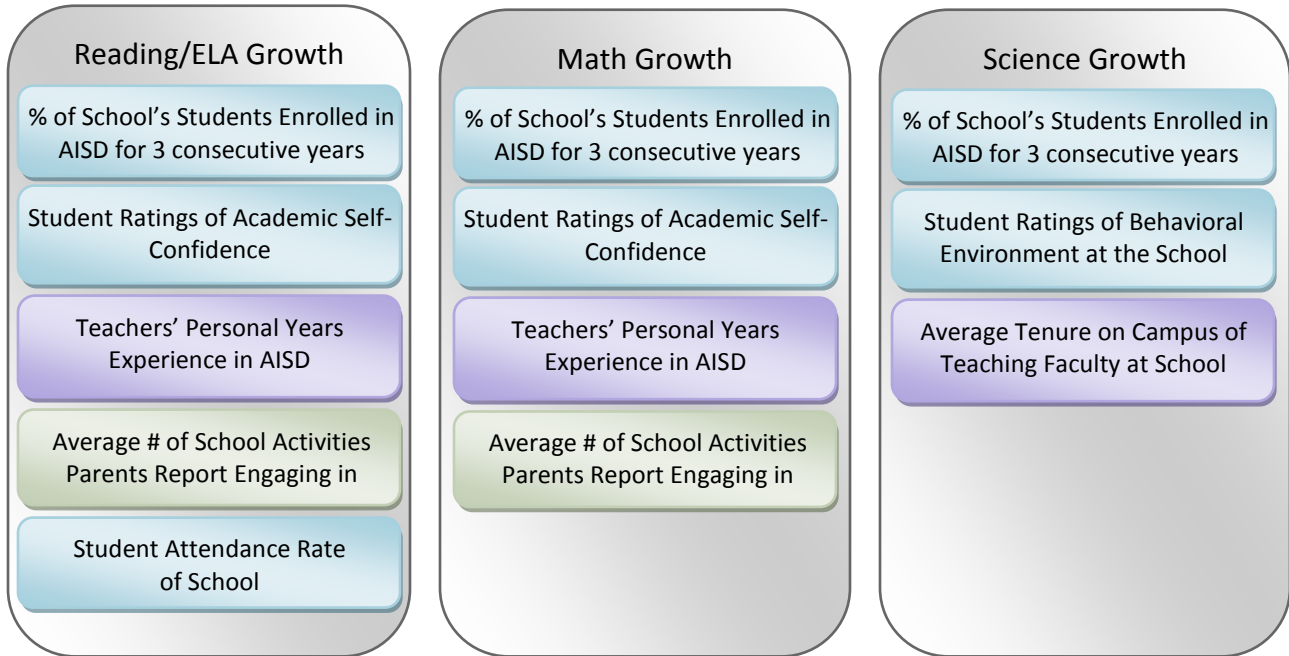 Reading/ELA Growth
% of School’s Students Enrolled in
AISD for 3 consecutive years
Student Ratings of Academic Self-
Confidence
Teachers’ Personal Years
Experience in AISD
Average # of School Activities
Parents Report Engaging in
Student Attendance Rate
of School
Math Growth
% of School’s Students Enrolled in
AISD for 3 consecutive years
Student Ratings of Academic Self-
Confidence
Teachers’ Personal Years
Experience in AISD
Average # of School Activities
Parents Report Engaging in
Science Growth
% of School’s Students Enrolled in
AISD for 3 consecutive years
Student Ratings of Behavioral
Environment at the School
Average Tenure on Campus of
Teaching Faculty at School